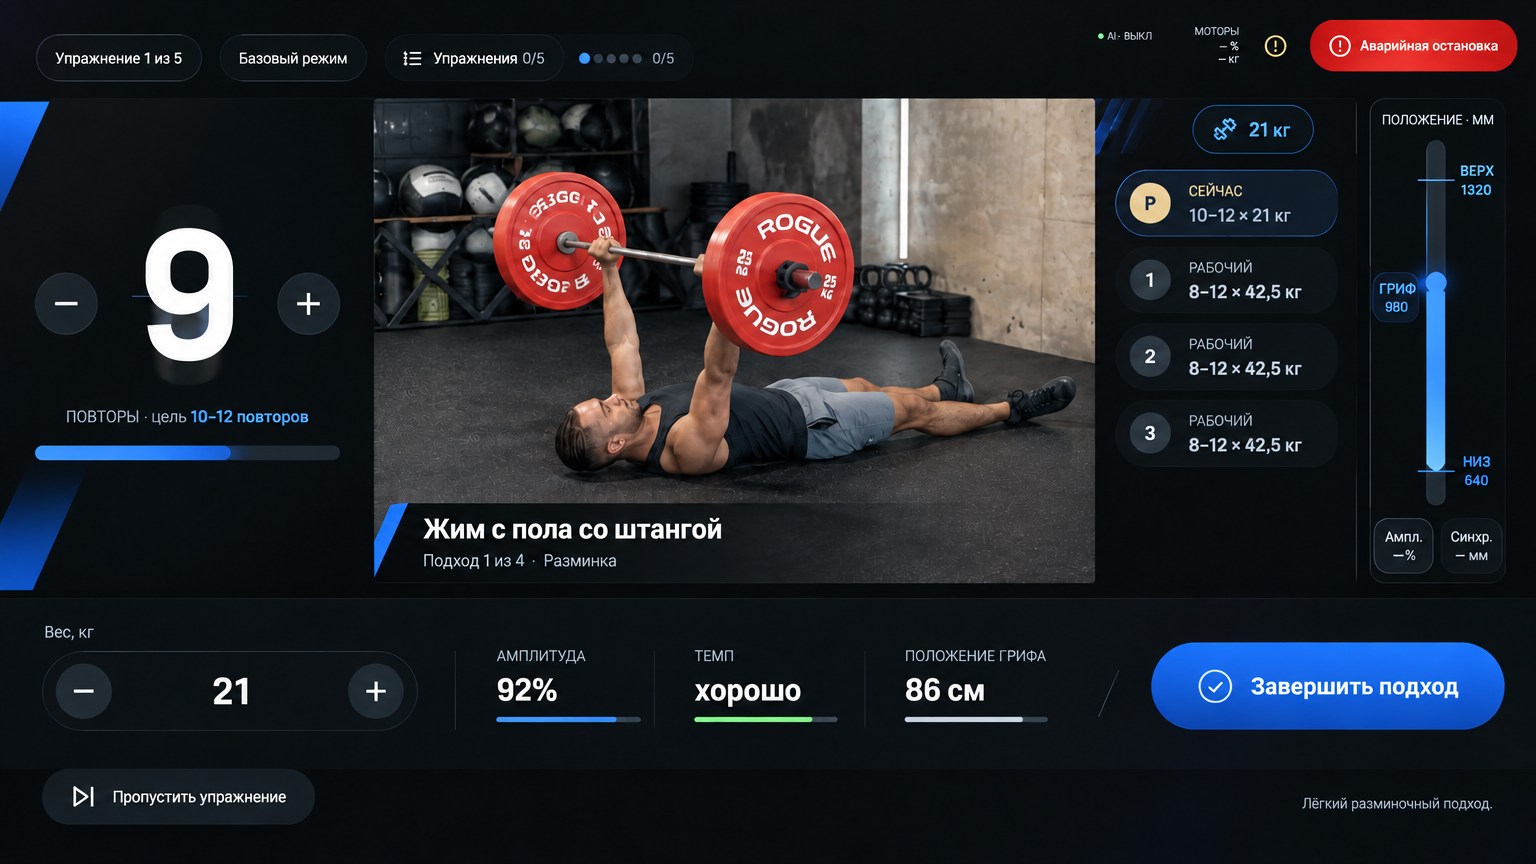 Упражнение 1 из 5
Базовый режим
Упражнения 0/5
0/5
AI· ВЫКЛ
МОТОРЫ
– %
– кг
Аварийная остановка
9
ПОВТОРЫ · цель 10–12 повторов
ROGUE
ROGUE
25
KG
Жим с пола со штангой
Подход 1 из 4 · Разминка
21 кг
Р
СЕЙЧАС
10–12 × 21 кг
1
РАБОЧИЙ
8–12 × 42,5 кг
2
РАБОЧИЙ
8–12 × 42,5 кг
3
РАБОЧИЙ
8–12 × 42,5 кг
ПОЛОЖЕНИЕ · ММ
ВЕРХ
1320
ГРИФ
980
НИЗ
640
Ампл.
—%
Синхр.
— мм
Вес, кг
21
АМПЛИТУДА
92%
ТЕМП
хорошо
ПОЛОЖЕНИЕ ГРИФА
86 см
Завершить подход
Пропустить упражнение
Лёгкий разминочный подход.